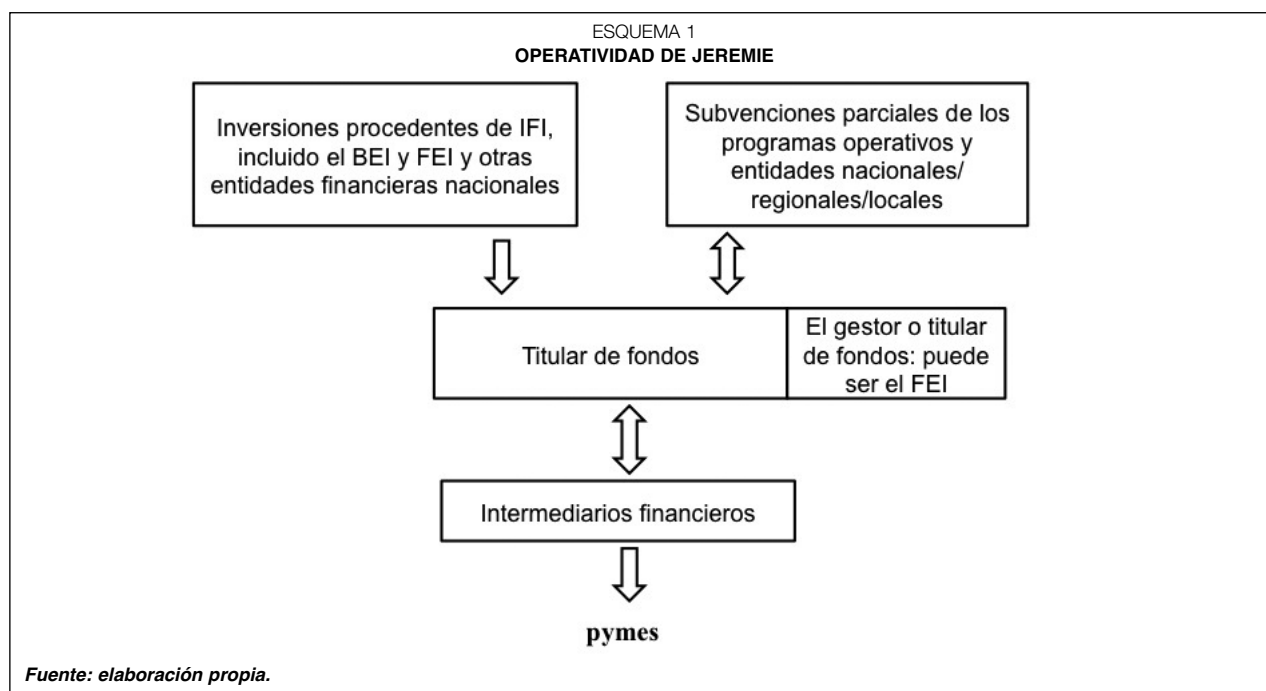 ESQUEMA 1
OPERATIVIDAD DE JEREMIE
Inversiones procedentes de IFI,
incluido el BEI y FEI y otras
entidades financieras nacionales
Subvenciones parciales de los
programas operativos y
entidades nacionales/
regionales/locales
Titular de fondos
El gestor o titular
de fondos: puede
ser el FEI
Intermediarios financieros
pymes
Fuente: elaboración propia.